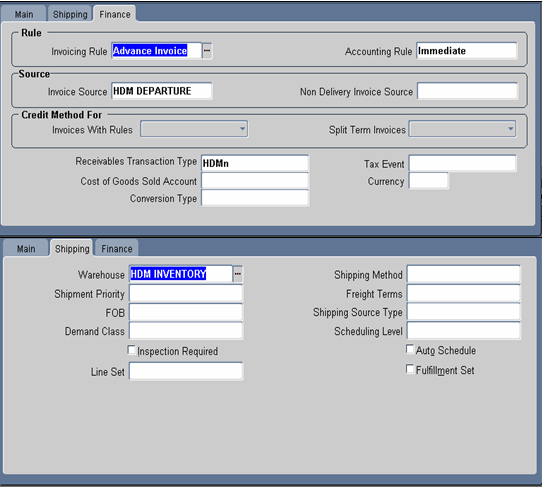 Main Shipping Finance
Rule
Invoicing Rule Advance Invoice ... Accounting Rule Immediate
Source
Invoice Source HDM DEPARTURE Non Delivery Invoice Source
Credit Method For
Invoices With Rules Split Term Invoices
Receivables Transaction Type HDMn Tax Event
Cost of Goods Sold Account Currency
Conversion Type
Main Shipping Finance
Warehouse HDM INVENTORY ... Shipping Method
Shipment Priority Freight Terms
FOB Shipping Source Type
Demand Class Scheduling Level
Inspection Required Auto Schedule
Line Set Fulfillment Set